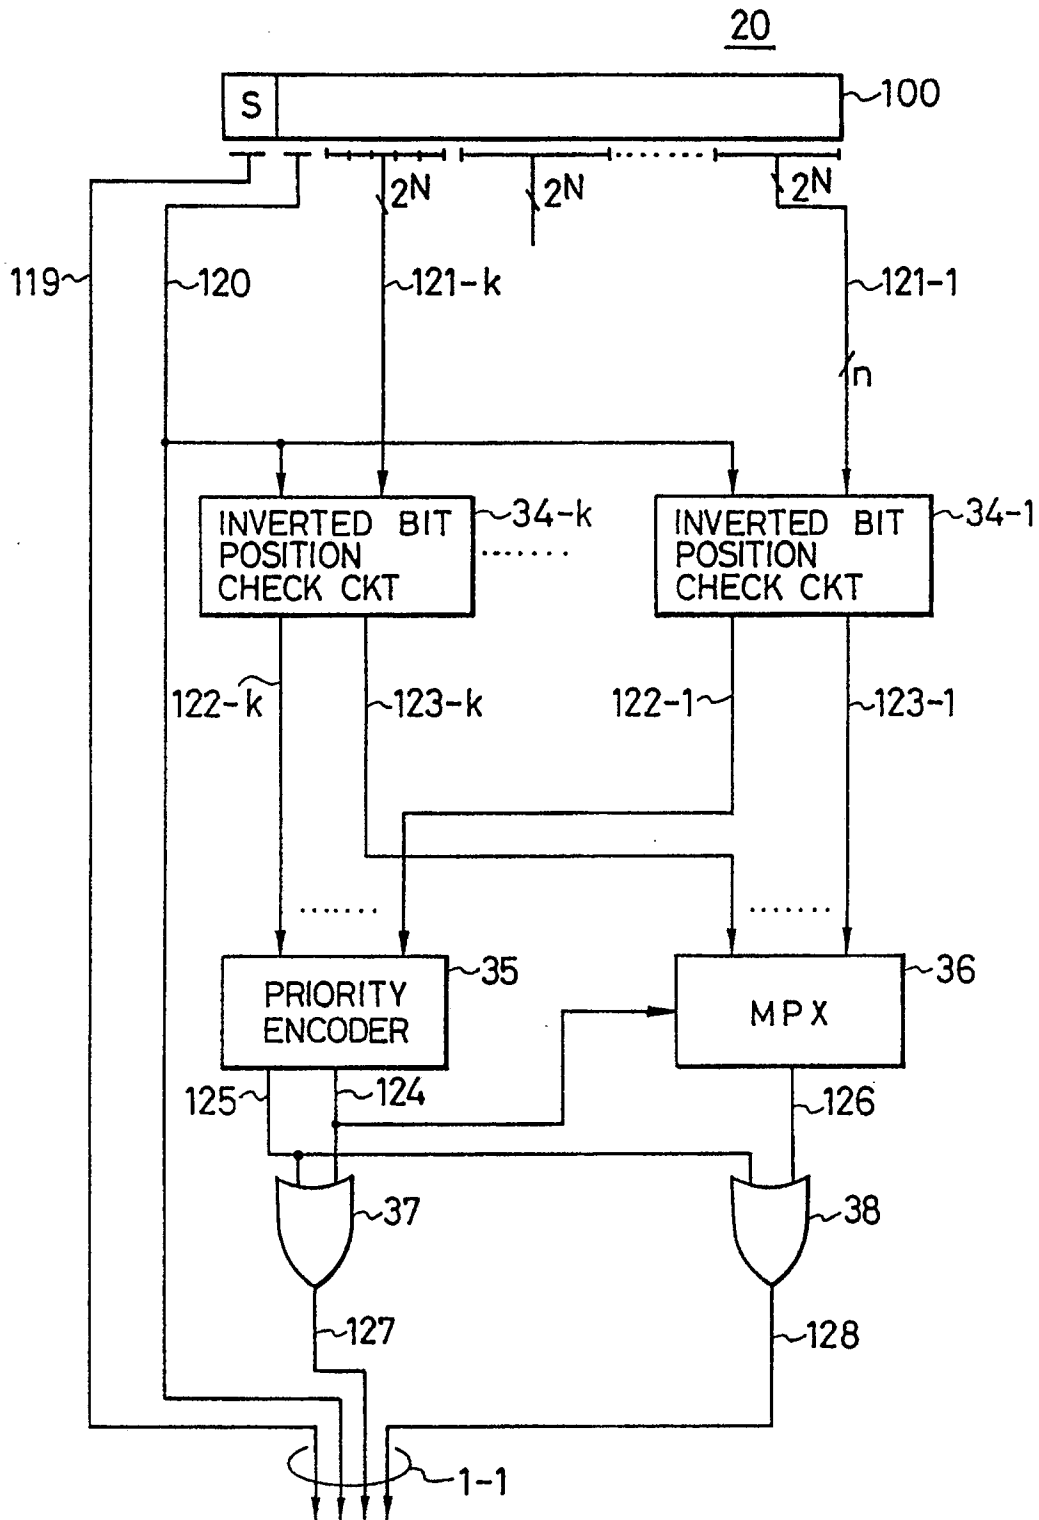 20
S
100
2N
2N
2N
119
120
121-k
121-1
n
INVERTED BIT
POSITION
CHECK CKT
34-k
INVERTED BIT
POSITION
CHECK CKT
34-1
122-k
123-k
122-1
123-1
PRIORITY
ENCODER
35
MPX
36
125
124
126
37
38
127
128
1-1